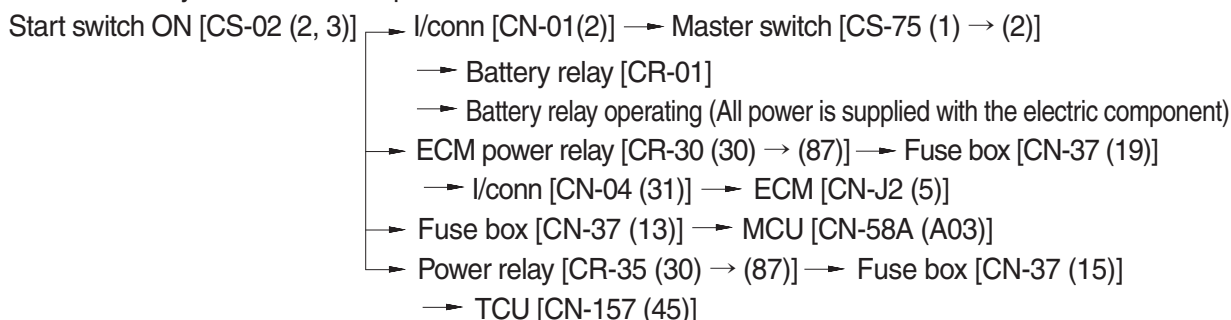 Start switch ON [CS-02 (2, 3)] → I/conn [CN-01(2)] → Master switch [CS-75 (1) → (2)]
→ Battery relay [CR-01]
→ Battery relay operating (All power is supplied with the electric component)
→ ECM power relay [CR-30 (30) → (87)] → Fuse box [CN-37 (19)]
→ I/conn [CN-04 (31)] → ECM [CN-J2 (5)]
→ Fuse box [CN-37 (13)] → MCU [CN-58A (A03)]
→ Power relay [CR-35 (30) → (87)] → Fuse box [CN-37 (15)]
→ TCU [CN-157 (45)]